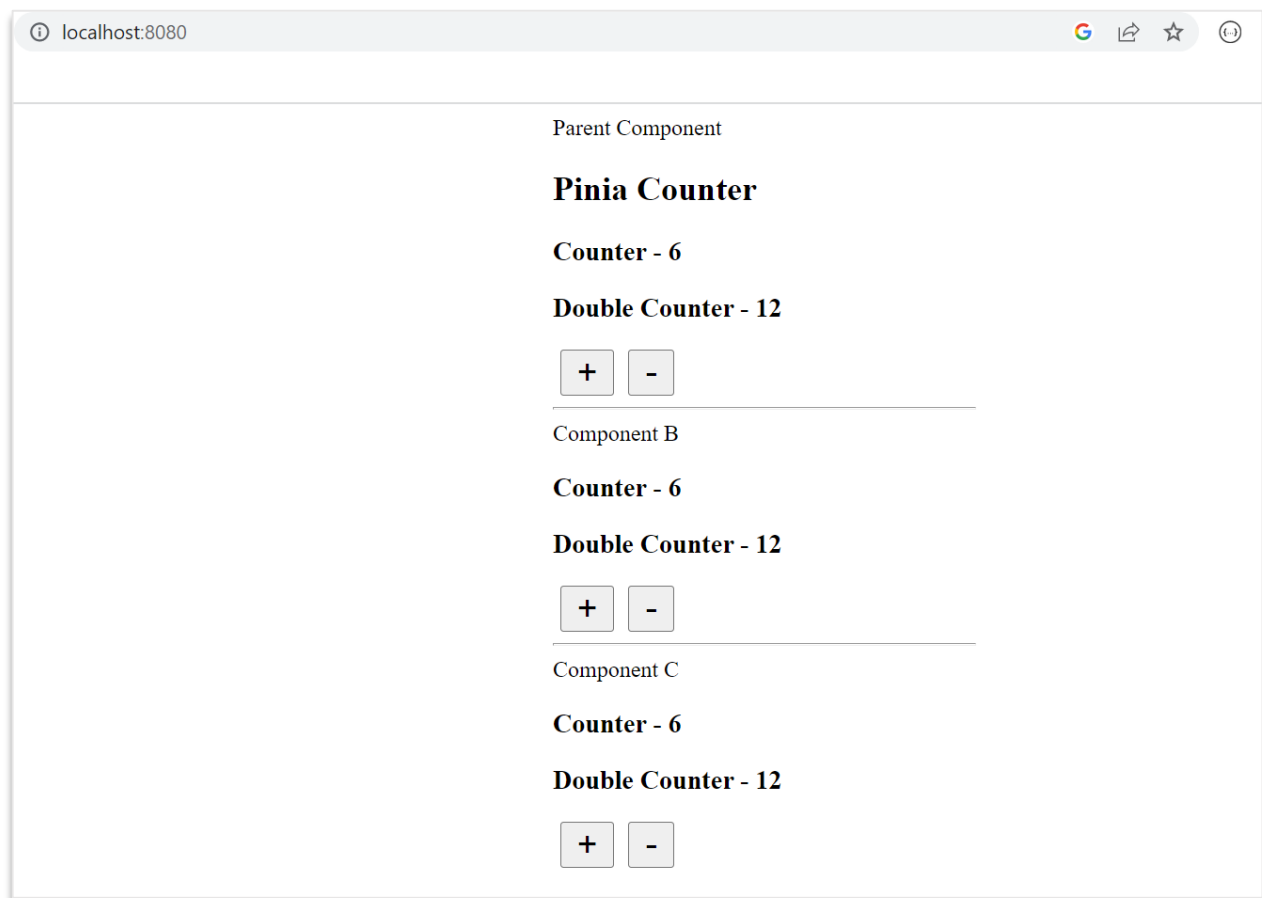 localhost:8080
Parent Component
Pinia Counter
Counter - 6
Double Counter - 12
+ -
Component B
Counter - 6
Double Counter - 12
+ -
Component C
Counter - 6
Double Counter - 12
+ -